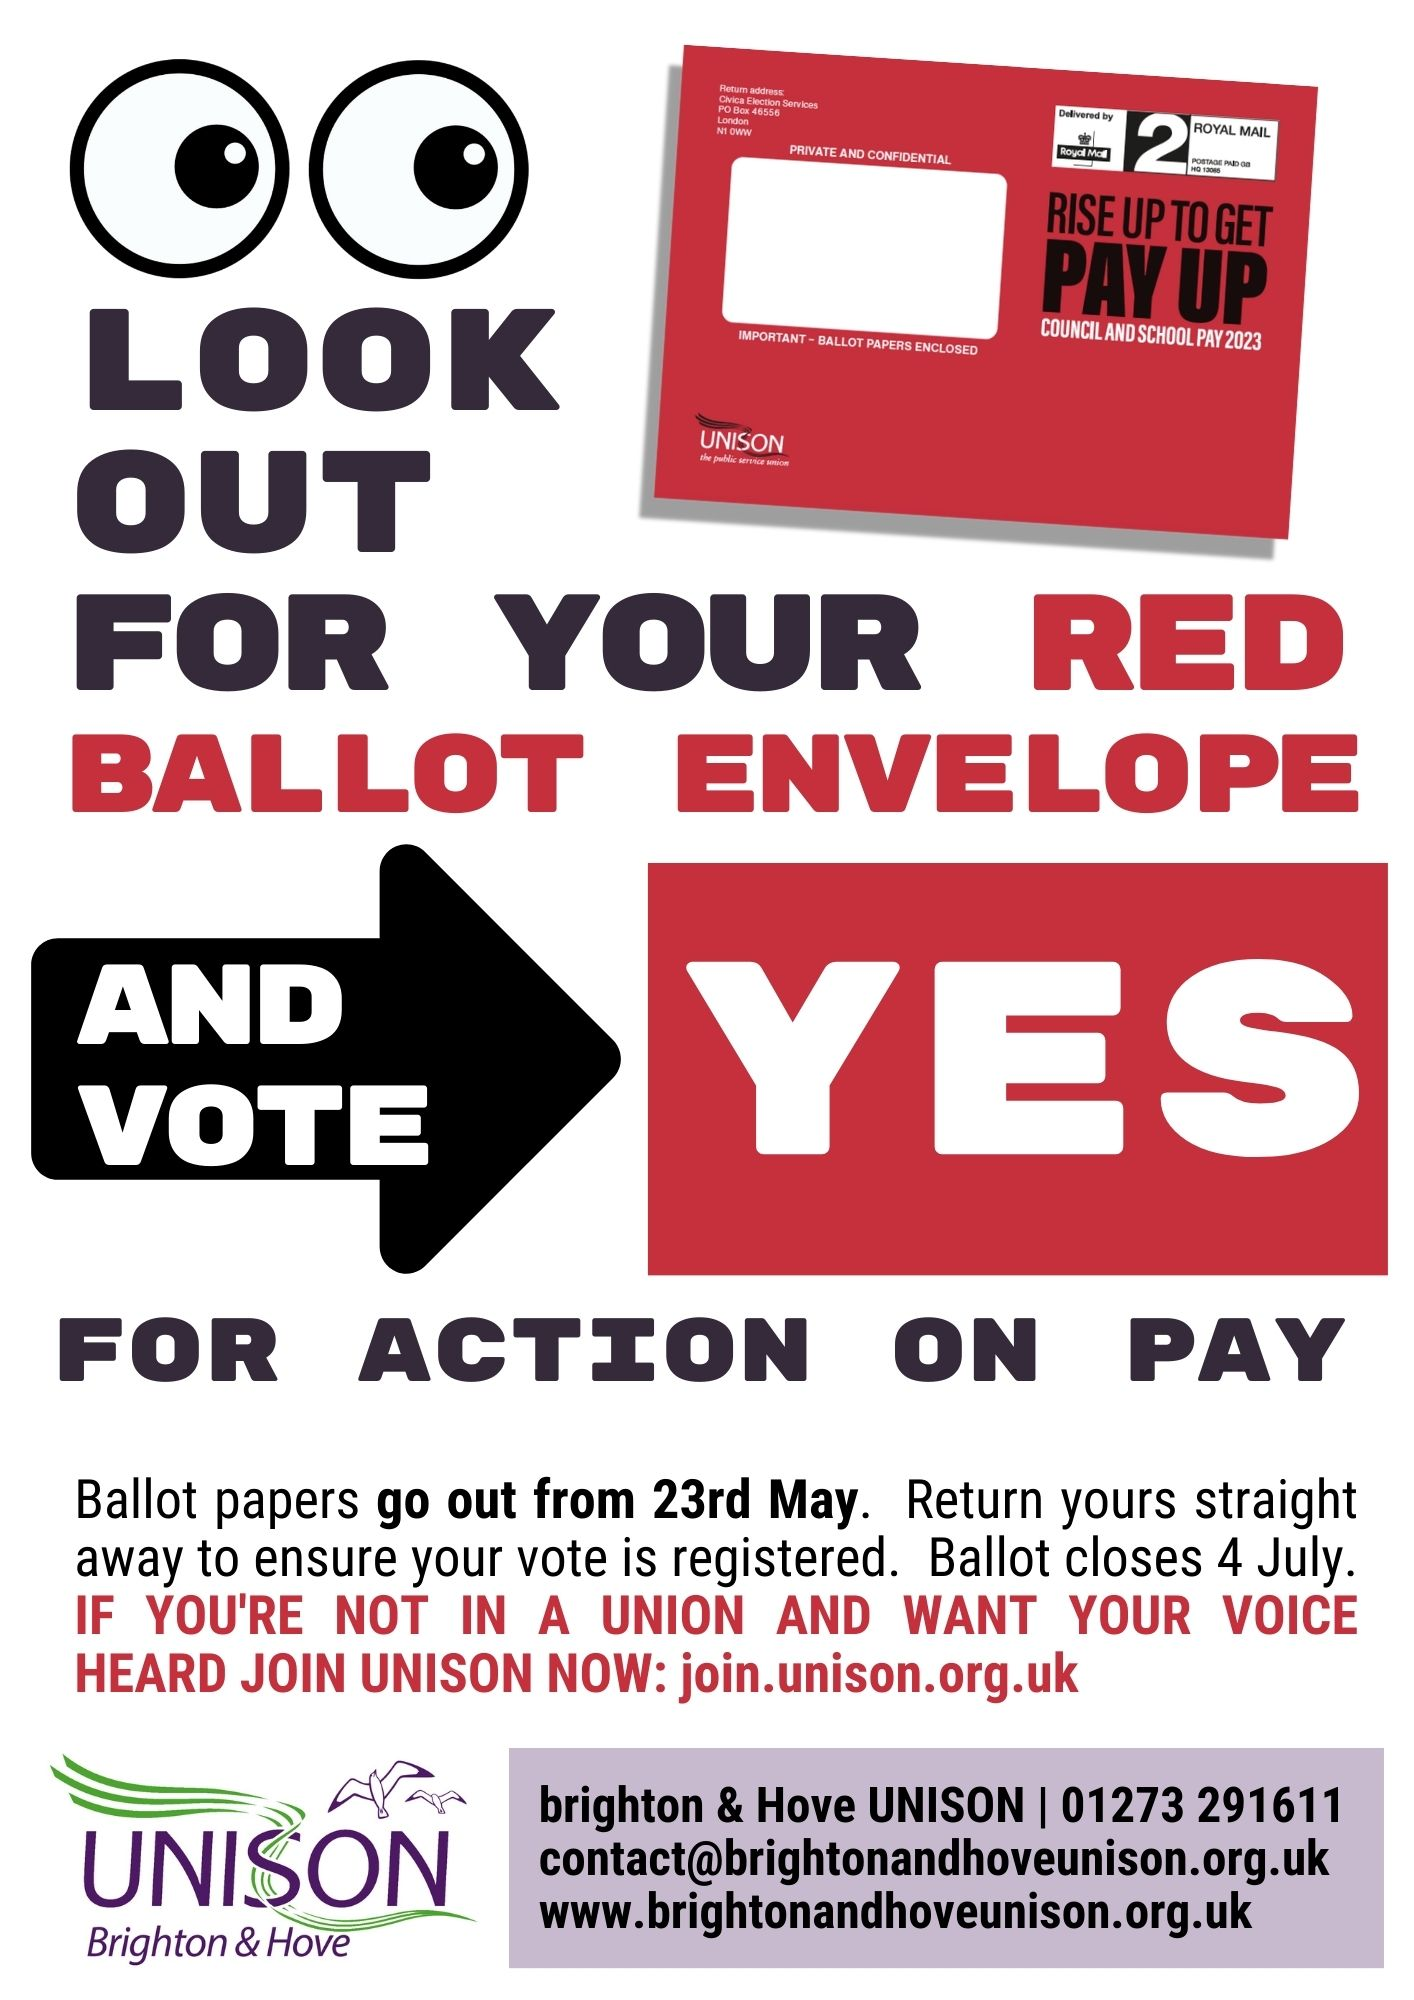 Return address:
Civica Election Services
PO Box 46556
London
N1 0WW
PRIVATE AND CONFIDENTIAL
Delivered by
Royal Mail
2
ROYAL MAIL
POSTAGE PAID GB
HQ 13085
RISE UP TO GET
PAY UP
COUNCIL AND SCHOOL PAY 2023
IMPORTANT – BALLOT PAPERS ENCLOSED
UNISON
the public service union
LOOK
OUT
FOR YOUR RED
BALLOT ENVELOPE
AND
VOTE
YES
FOR ACTION ON PAY
Ballot papers go out from 23rd May. Return yours straight
away to ensure your vote is registered. Ballot closes 4 July.
IF YOU'RE NOT IN A UNION AND WANT YOUR VOICE
HEARD JOIN UNISON NOW: join.unison.org.uk
UNISON
Brighton & Hove
brighton & Hove UNISON | 01273 291611
contact@brightonandhoveunison.org.uk
www.brightonandhoveunison.org.uk